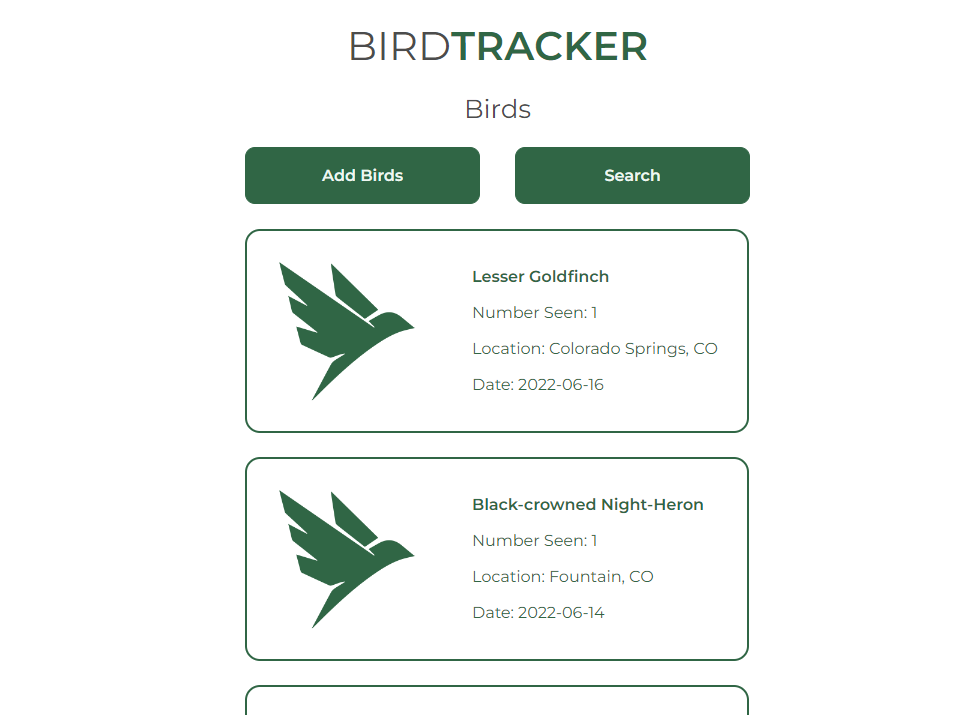 BIRDTRACKER
Birds
Add Birds
Search
Lesser Goldfinch
Number Seen: 1
Location: Colorado Springs, CO
Date: 2022-06-16
Black-crowned Night-Heron
Number Seen: 1
Location: Fountain, CO
Date: 2022-06-14